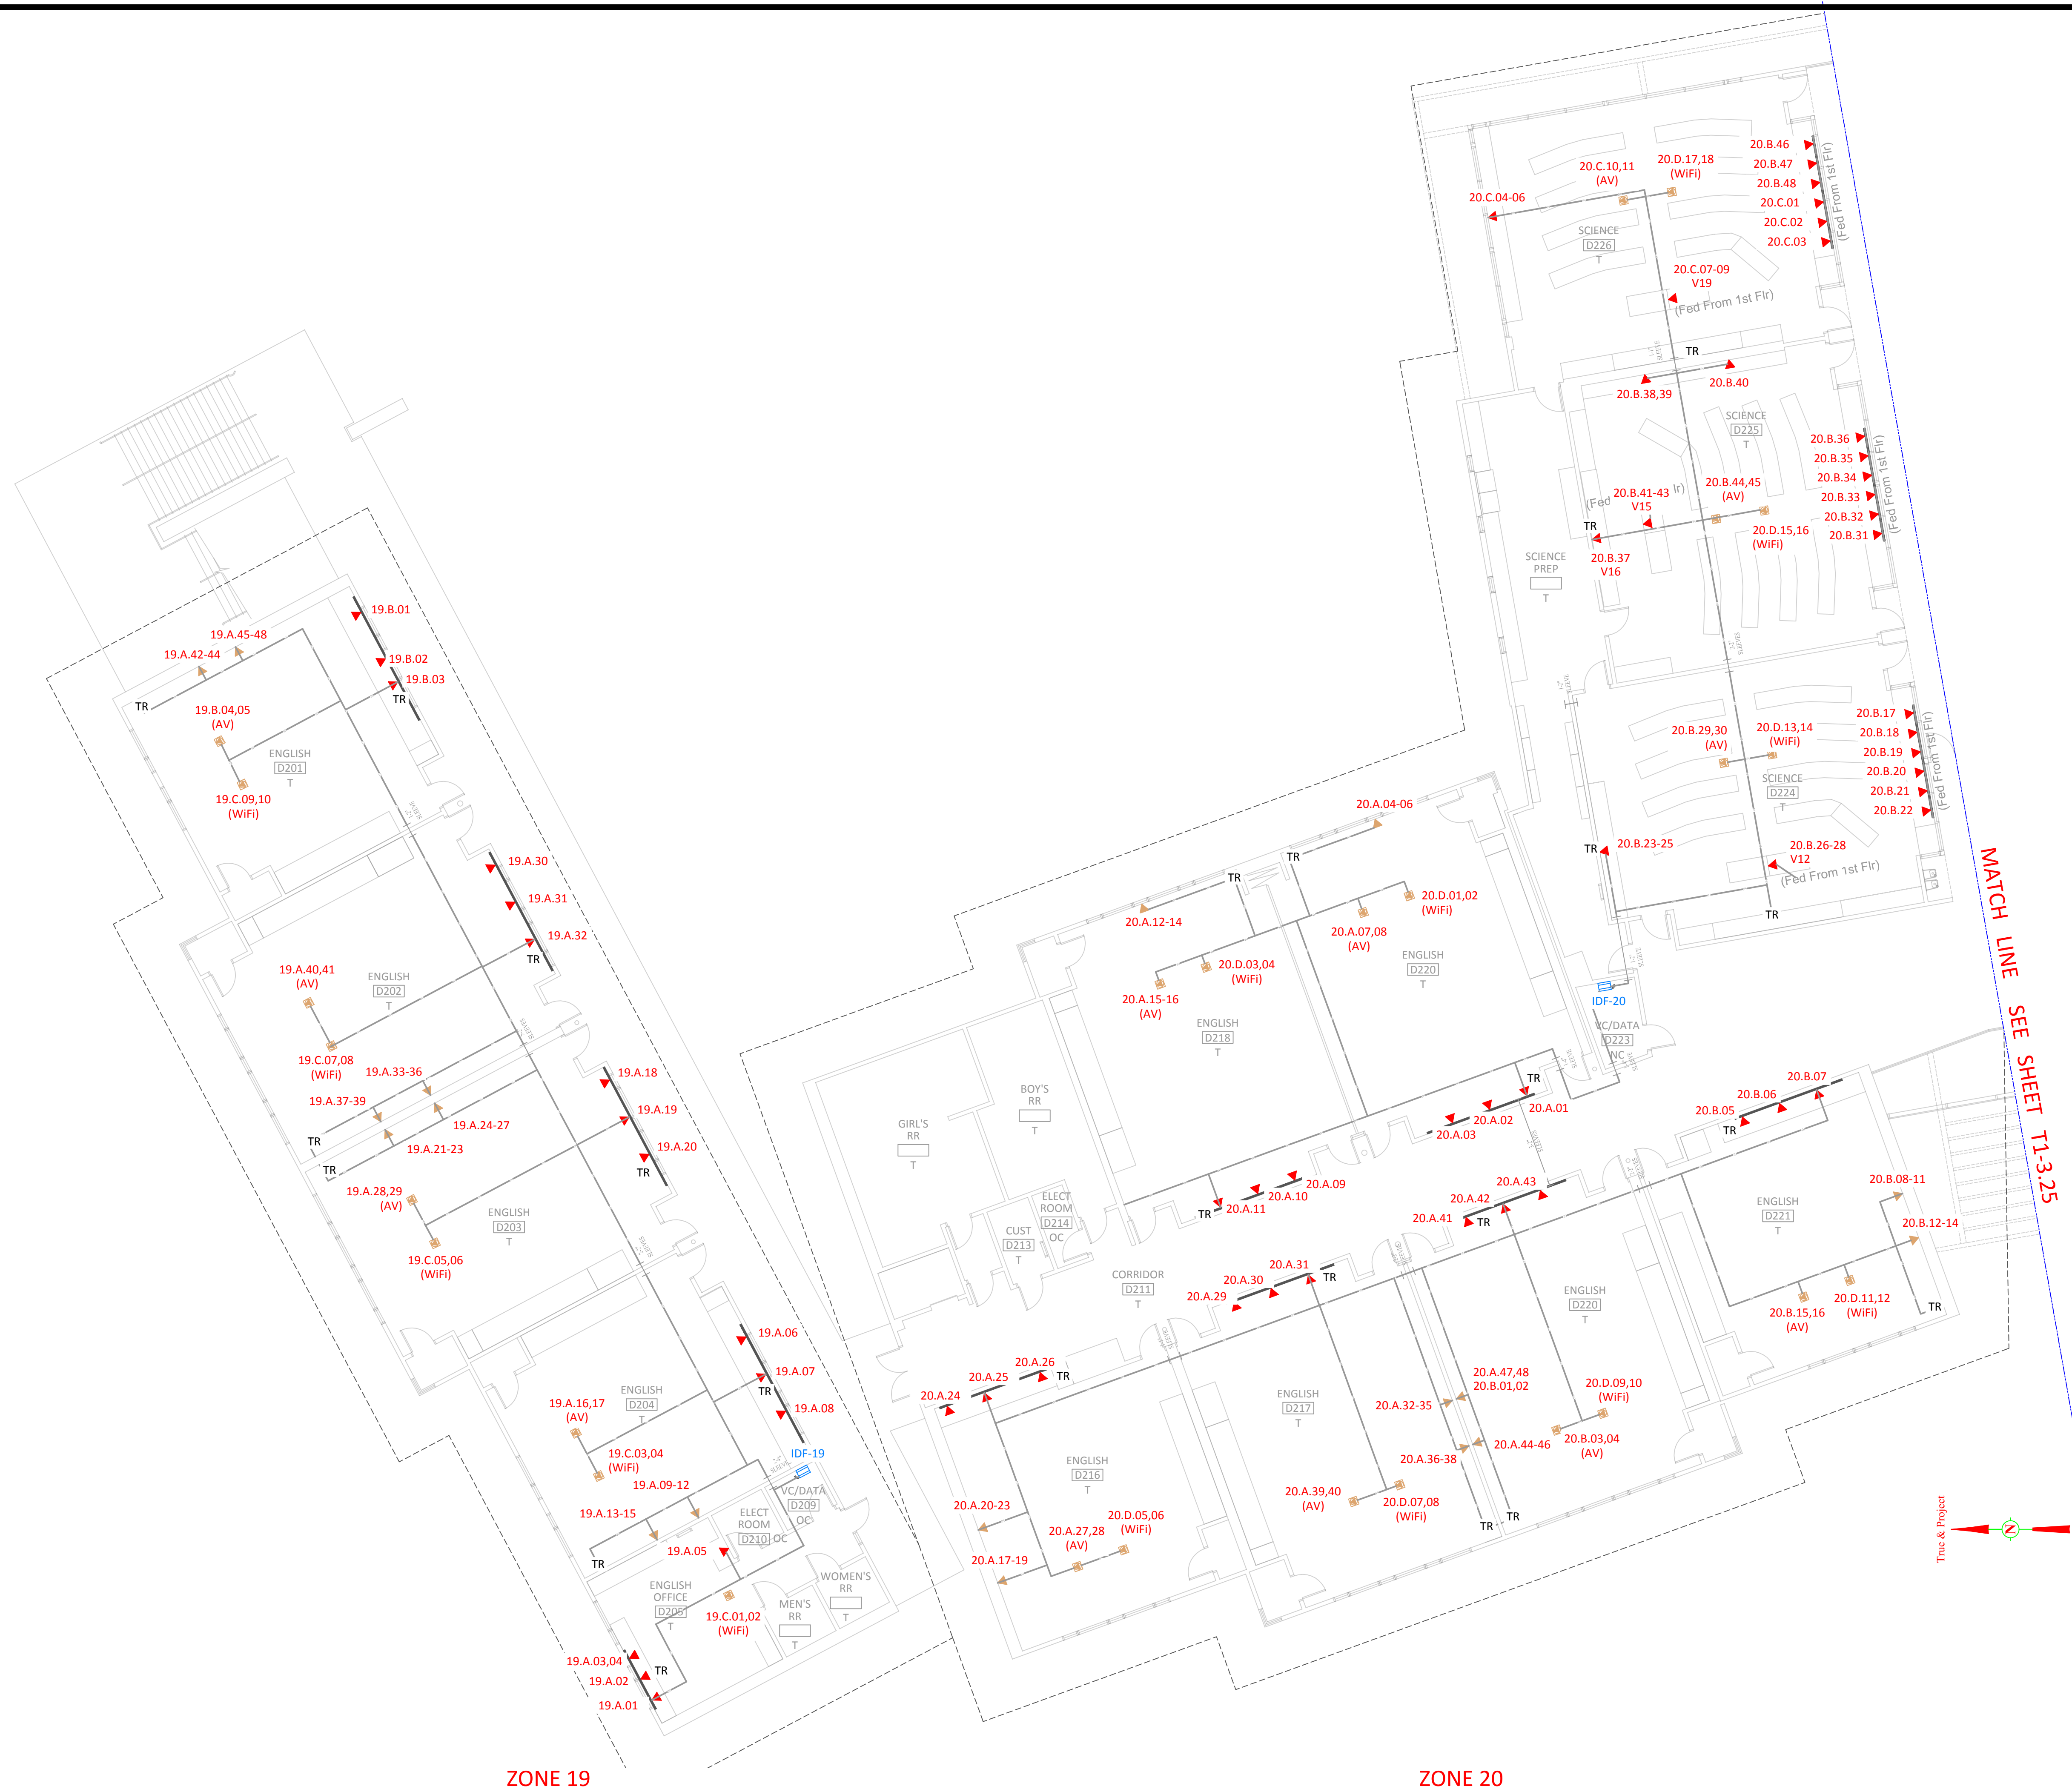 20.B.46
20.B.47
20.B.48
20.C.01
20.C.02
20.C.03
(Fed From 1st Flr)
20.C.10,11
(AV)
20.D.17,18
(WiFi)
20.C.04-06
SCIENCE
D226
T
20.C.07-09
V19
(Fed From 1st Flr)
SLEEVES
TR
20.B.38,39
20.B.40
SCIENCE
D225
T
20.B.36
20.B.35
20.B.34
20.B.33
20.B.32
20.B.31
(Fed From 1st Flr)
20.B.41-43
V15
(Fed
lr)
20.B.44,45
(AV)
20.D.15,16
(WiFi)
TR
20.B.37
V16
SCIENCE
PREP
T
SLEEVES
SLEEVE
20.B.29,30
(AV)
20.D.13,14
(WiFi)
20.B.17
20.B.18
20.B.19
20.B.20
20.B.21
20.B.22
(Fed From 1st Flr)
SCIENCE
D224
T
TR
20.B.23-25
20.B.26-28
V12
(Fed From 1st Flr)
TR
MATCH LINE SEE SHEET T1-3.25
SLEEVES
IDF-20
VC/DATA
D223
NC
SLEEVES
SLEEVES
19.B.01
19.A.45-48
19.A.42-44
19.B.02
19.B.03
TR
TR
19.B.04,05
(AV)
ENGLISH
D201
T
19.C.09,10
(WiFi)
SLEEVE
19.A.30
19.A.31
19.A.32
TR
19.A.40,41
(AV)
ENGLISH
D202
T
19.C.07,08
(WiFi)
SLEEVES
19.A.33-36
19.A.37-39
19.A.18
19.A.19
19.A.20
TR
19.A.24-27
19.A.21-23
TR
TR
19.A.28,29
(AV)
ENGLISH
D203
T
19.C.05,06
(WiFi)
SLEEVES
19.A.06
19.A.07
TR
19.A.08
19.A.16,17
(AV)
ENGLISH
D204
T
19.C.03,04
(WiFi)
IDF-19
SLEEVE
19.A.09-12
19.A.13-15
VC/DATA
D209
OC
ELECT
ROOM
D210 OC
TR
19.A.05
ENGLISH
OFFICE
D205
T
19.C.01,02
(WiFi)
WOMEN'S
RR
T
MEN'S
RR
T
19.A.03,04
TR
19.A.02
19.A.01
20.A.04-06
TR
TR
20.A.12-14
20.D.01,02
(WiFi)
20.A.07,08
(AV)
ENGLISH
D220
T
20.D.03,04
(WiFi)
20.A.15-16
(AV)
ENGLISH
D218
T
GIRL'S
RR
T
BOY'S
RR
T
TR
20.A.01
20.A.02
20.A.03
SLEEVES
20.A.09
20.A.10
20.A.11
TR
ELECT
ROOM
D214
OC
CUST
D213
T
CORRIDOR
D211
T
20.B.07
20.B.06
20.B.05
TR
SLEEVES
20.A.43
20.A.42
20.A.41
TR
20.B.08-11
ENGLISH
D221
T
20.B.12-14
20.D.11,12
(WiFi)
20.B.15,16
(AV)
TR
SLEEVES
20.A.31
20.A.30
20.A.29
TR
ENGLISH
D220
T
SLEEVES
20.A.26
20.A.25
20.A.24
TR
ENGLISH
D217
T
20.A.47,48
20.B.01,02
20.A.32-35
20.D.09,10
(WiFi)
20.B.03,04
(AV)
20.A.44-46
20.A.36-38
ENGLISH
D216
T
20.A.39,40
(AV)
20.D.07,08
(WiFi)
TR
TR
20.A.20-23
20.D.05,06
(WiFi)
20.A.27,28
(AV)
20.A.17-19
True & Project
N
ZONE 19
ZONE 20